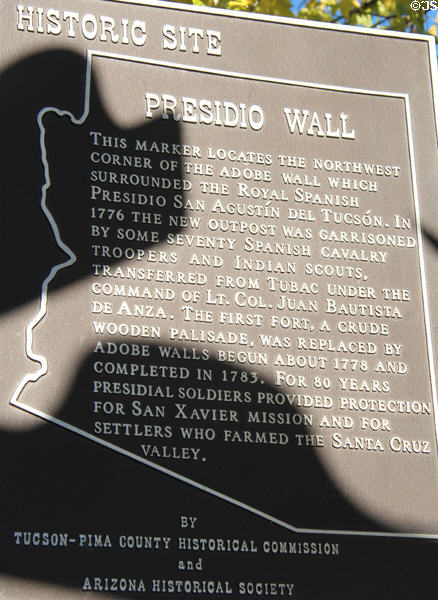 ©JS
HISTORIC SITE
PRESIDIO WALL
THIS MARKER LOCATES THE NORTHWEST
CORNER OF THE ADOBE WALL WHICH
SURROUNDED THE ROYAL SPANISH
PRESIDIO SAN AGUSTÍN DEL TUCSÓN. IN
1776 THE NEW OUTPOST WAS GARRISONED
BY SOME SEVENTY SPANISH CAVALRY
TROOPERS AND INDIAN SCOUTS,
TRANSFERRED FROM TUBAC UNDER THE
COMMAND OF LT. COL. JUAN BAUTISTA
DE ANZA. THE FIRST FORT, A CRUDE
WOODEN PALISADE, WAS REPLACED BY
ADOBE WALLS BEGUN ABOUT 1778 AND
COMPLETED IN 1783. FOR 80 YEARS
PRESIDIAL SOLDIERS PROVIDED PROTECTION
FOR SAN XAVIER MISSION AND FOR
SETTLERS WHO FARMED THE SANTA CRUZ
VALLEY.
BY
TUCSON-PIMA COUNTY HISTORICAL COMMISSION
and
ARIZONA HISTORICAL SOCIETY